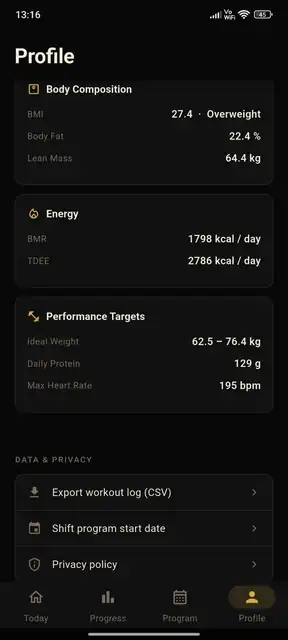 13:16
Vo
WiFi
45
Profile
Body Composition
BMI 27.4 · Overweight
Body Fat 22.4 %
Lean Mass 64.4 kg
Energy
BMR 1798 kcal / day
TDEE 2786 kcal / day
Performance Targets
Ideal Weight 62.5 – 76.4 kg
Daily Protein 129 g
Max Heart Rate 195 bpm
DATA & PRIVACY
Export workout log (CSV)
Shift program start date
Privacy policy
Today Progress Program Profile